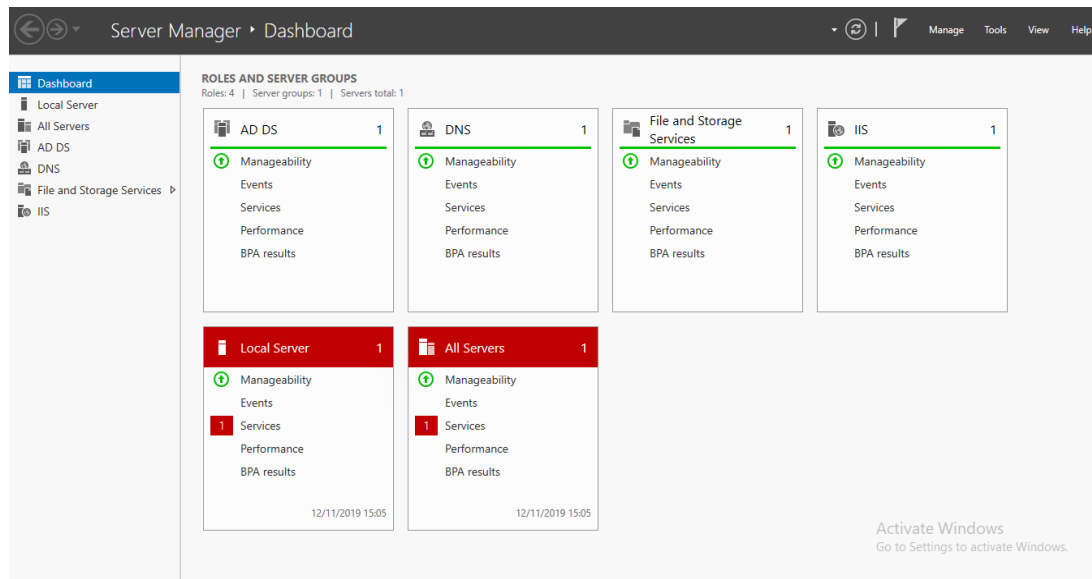 Server Manager ‣ Dashboard
Manage Tools View Help
Dashboard
Local Server
All Servers
AD DS
DNS
File and Storage Services
IIS
ROLES AND SERVER GROUPS
Roles: 4 | Server groups: 1 | Servers total: 1
AD DS 1
Manageability
Events
Services
Performance
BPA results
DNS 1
Manageability
Events
Services
Performance
BPA results
File and Storage
Services 1
Manageability
Events
Services
Performance
BPA results
IIS 1
Manageability
Events
Services
Performance
BPA results
Local Server 1
Manageability
Events
1 Services
Performance
BPA results
12/11/2019 15:05
All Servers 1
Manageability
Events
1 Services
Performance
BPA results
12/11/2019 15:05
Activate Windows
Go to Settings to activate Windows.